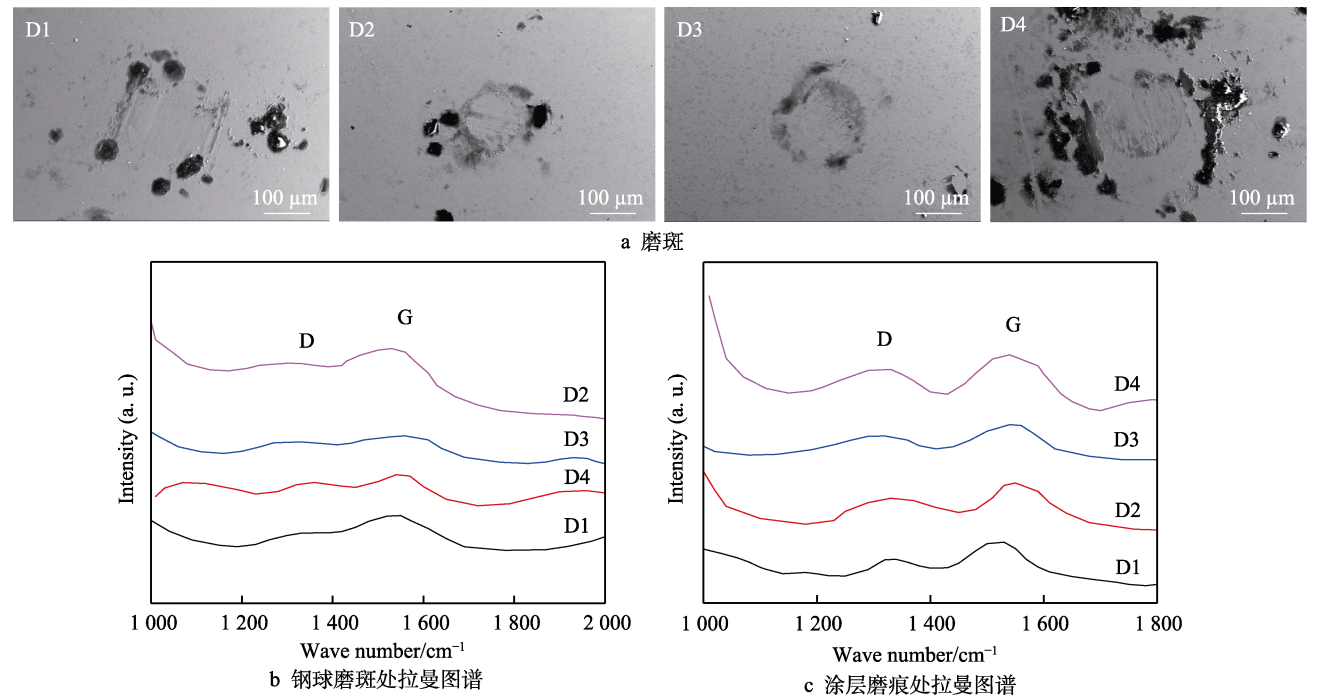 D1
D2
D3
D4
100 µm
100 µm
100 µm
100 µm
a 磨斑
D
G
D2
D3
D4
D1
Intensity (a. u.)
1 000
1 200
1 400
1 600
1 800
2 000
Wave number/cm⁻¹
b 钢球磨斑处拉曼图谱
D
G
D4
D3
D2
D1
Intensity (a. u.)
1 000
1 200
1 400
1 600
1 800
Wave number/cm⁻¹
c 涂层磨痕处拉曼图谱